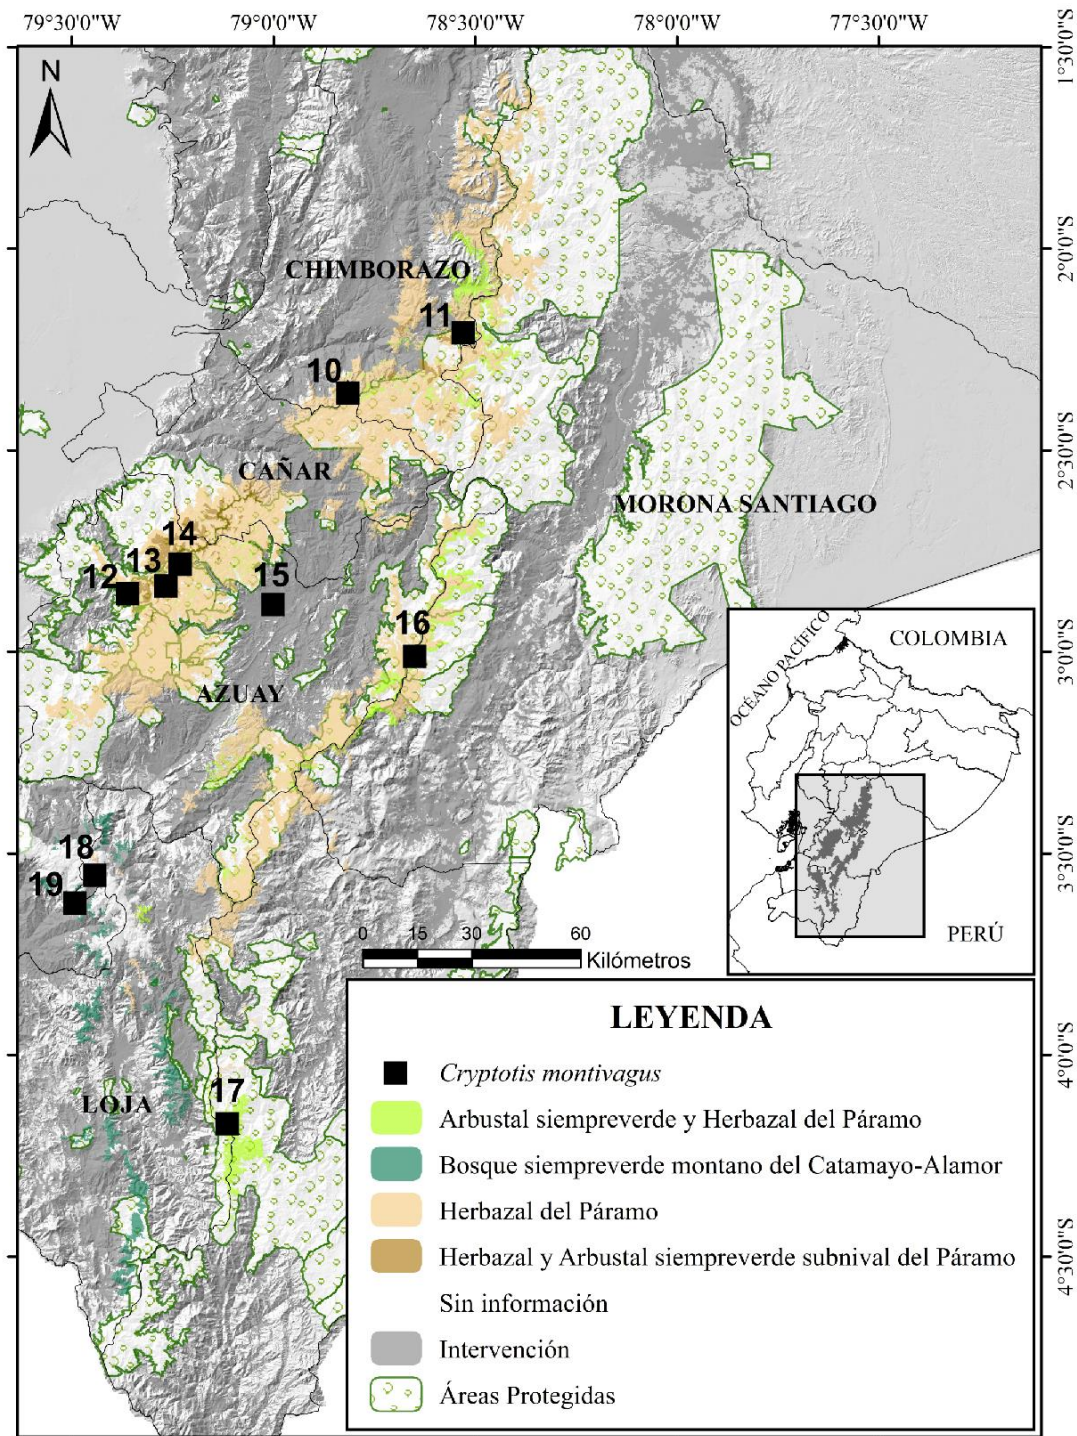 79°30'0"W 79°0'0"W 78°30'0"W 78°0'0"W 77°30'0"W
1°30'0"S
N
2°0'0"S
CHIMBORAZO
11
10
CAÑAR
2°30'0"S
MORONA SANTIAGO
14
13
12
15
16
3°0'0"S
AZUAY
OCÉANO PACÍFICO
COLOMBIA
PERÚ
18
19
3°30'0"S
0 15 30 60
Kilómetros
LEYENDA
Cryptotis montivagus
Arbustal siempreverde y Herbazal del Páramo
Bosque siempreverde montano del Catamayo-Alamor
Herbazal del Páramo
Herbazal y Arbustal siempreverde subnival del Páramo
Sin información
Intervención
Áreas Protegidas
4°0'0"S
17
LOJA
4°30'0"S